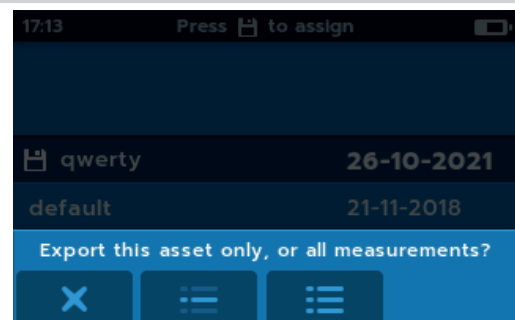 17:13 Press to assign
qwerty 26-10-2021
default 21-11-2018
Export this asset only, or all measurements?